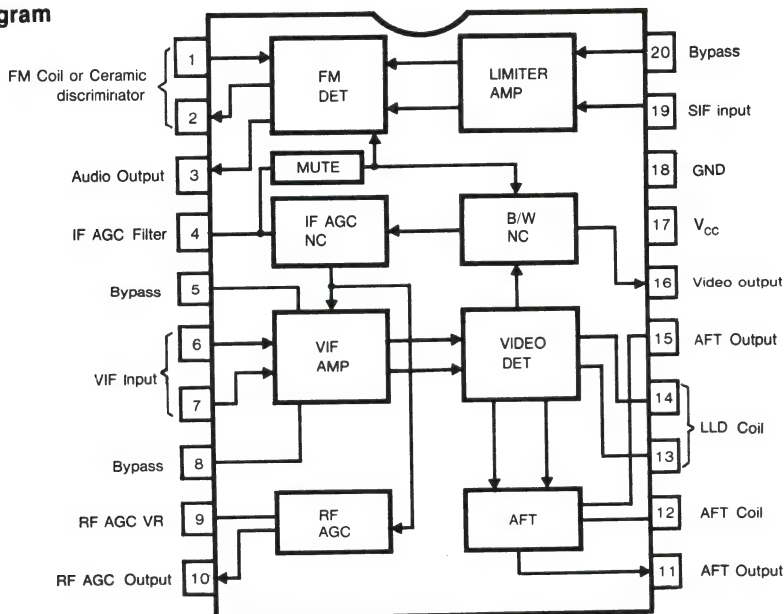 gram
1
FM Coil or Ceramic
discriminator
2
3
Audio Output
4
IF AGC Filter
5
Bypass
6
VIF Input
7
8
Bypass
9
RF AGC VR
10
RF AGC Output
FM
DET
LIMITER
AMP
MUTE
IF AGC
NC
B/W
NC
VIF
AMP
VIDEO
DET
RF
AGC
AFT
20
Bypass
19
SIF input
18
GND
17
VCC
16
Video output
15
AFT Output
14
LLD Coil
13
12
AFT Coil
11
AFT Output